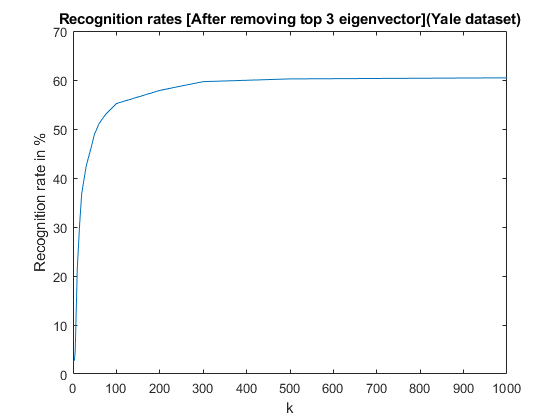 Recognition rates [After removing top 3 eigenvector](Yale dataset)
70
60
50
40
30
20
10
0
Recognition rate in %
0 100 200 300 400 500 600 700 800 900 1000
k